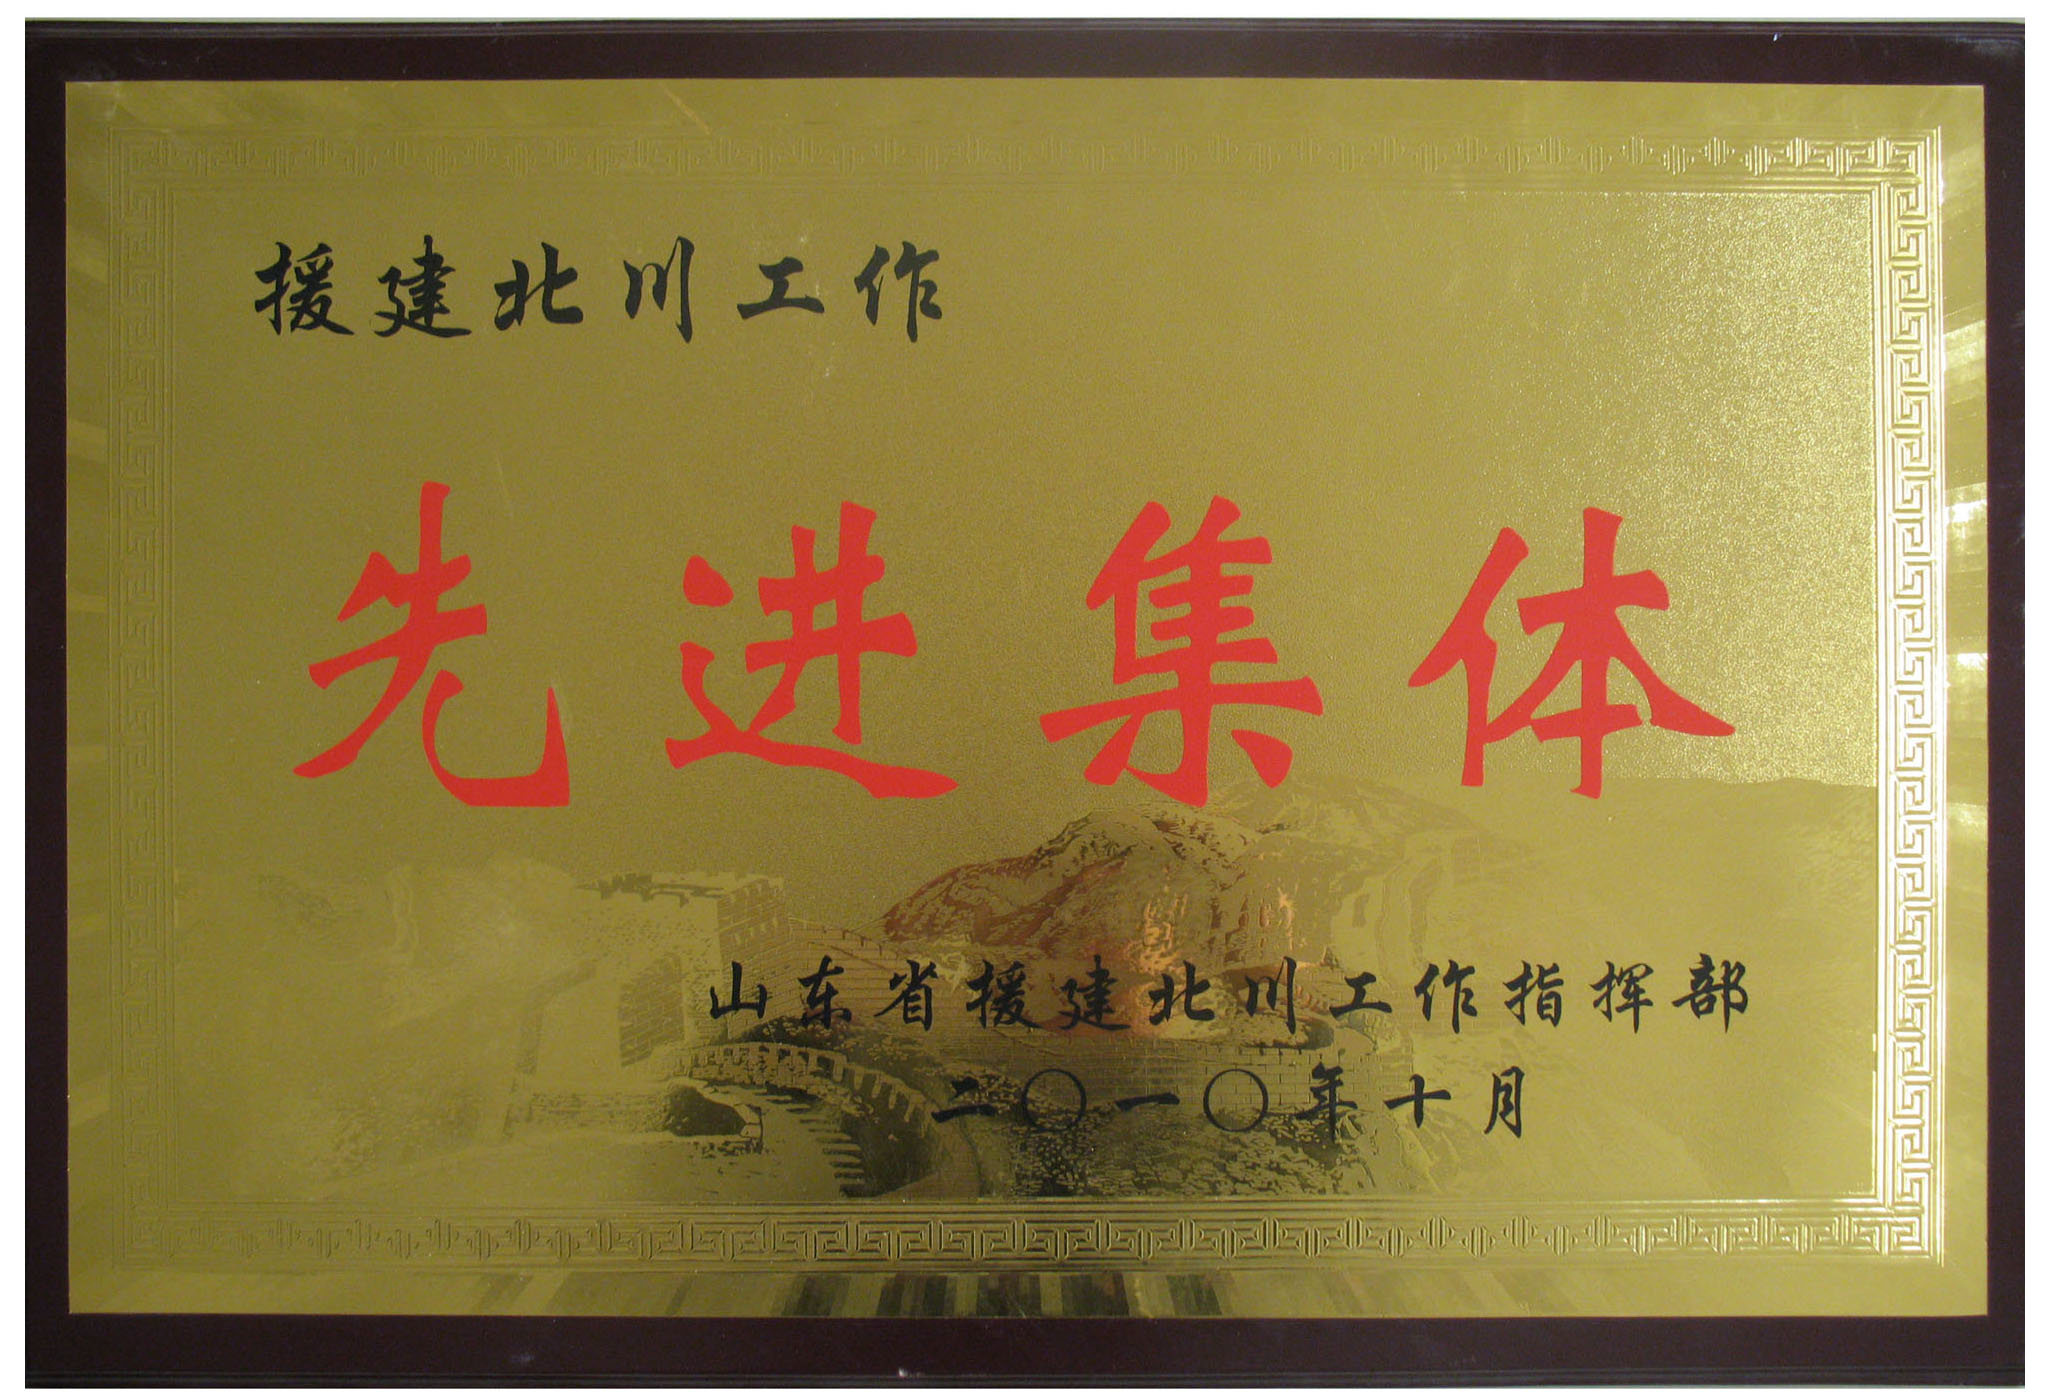 援建北川工作
先进集体
山东省援建北川工作指挥部
二〇一〇年十月